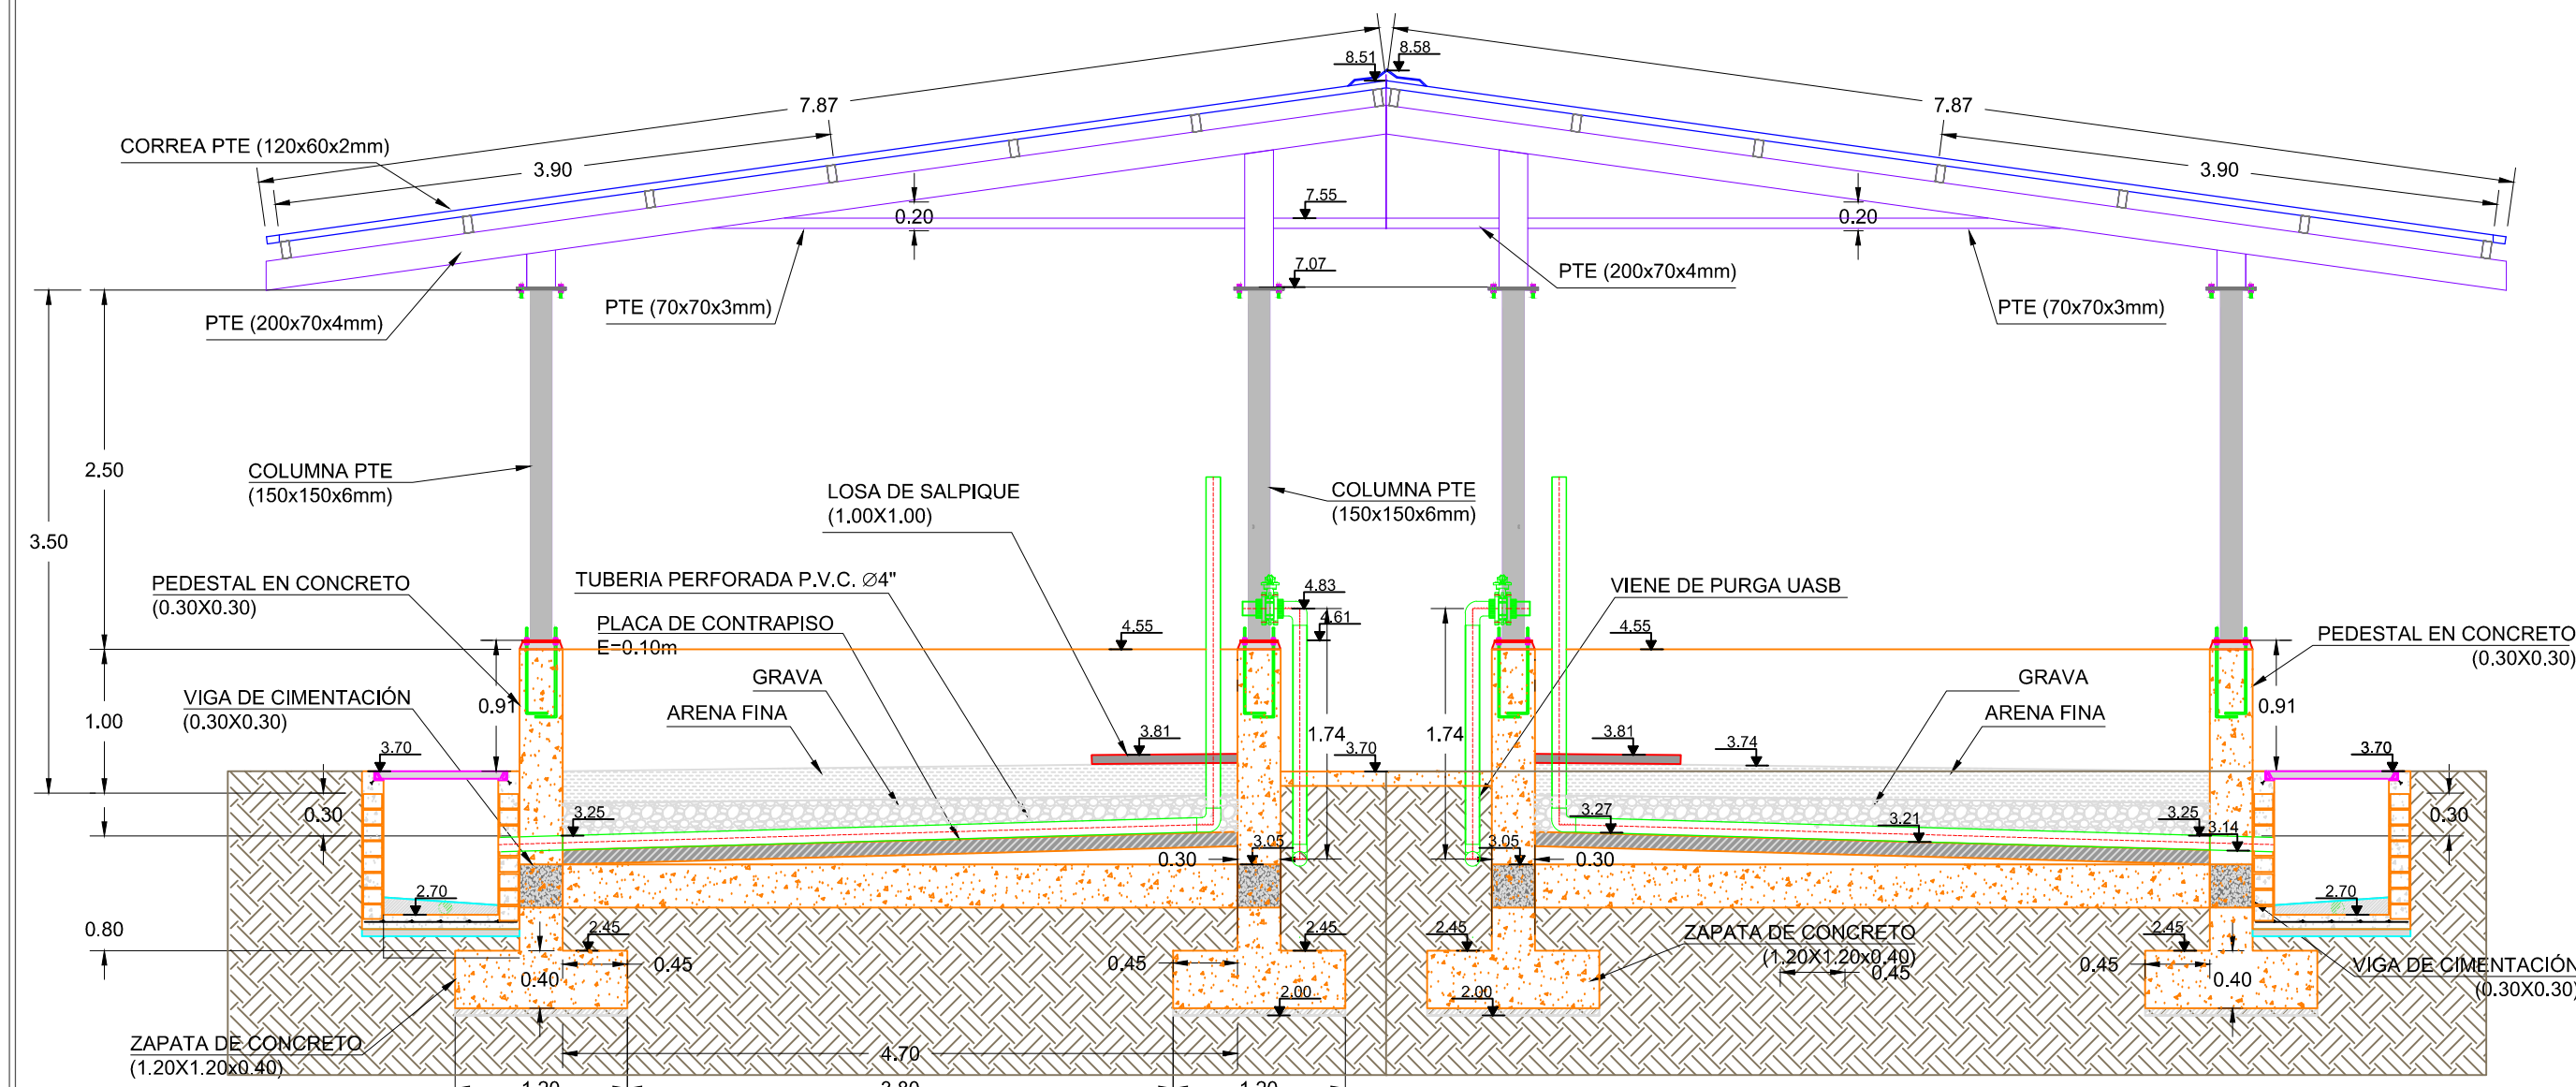 8.58
8.51
7.87
7.87
CORREA PTE (120x60x2mm)
3.90
3.90
7.55
0.20
0.20
7.07
PTE (200x70x4mm)
PTE (70x70x3mm)
PTE (70x70x3mm)
PTE (200x70x4mm)
2.50
COLUMNA PTE
(150x150x6mm)
LOSA DE SALPIQUE
(1.00X1.00)
COLUMNA PTE
(150x150x6mm)
3.50
PEDESTAL EN CONCRETO
(0.30X0.30)
TUBERIA PERFORADA P.V.C. Ø4"
4.83
VIENE DE PURGA UASB
PLACA DE CONTRAPISO
E=0.10m
4.61
4.55
4.55
PEDESTAL EN CONCRETO
(0.30X0.30)
GRAVA
GRAVA
VIGA DE CIMENTACIÓN
(0.30X0.30)
0.91
0.91
ARENA FINA
ARENA FINA
1.00
1.74
1.74
3.81
3.81
3.70
3.70
3.74
3.70
0.30
3.25
3.27
3.21
3.25
3.14
0.30
0.30
3.05
3.05
0.30
2.70
2.70
0.80
2.45
2.45
2.45
2.45
ZAPATA DE CONCRETO
(1.20X1.20x0.40)
0.45
0.45
0.45
0.45
0.40
0.40
VIGA DE CIMENTACIÓN
(0.30X0.30)
2.00
2.00
ZAPATA DE CONCRETO
(1.20X1.20x0.40)
4.70
1.20
3.80
1.20